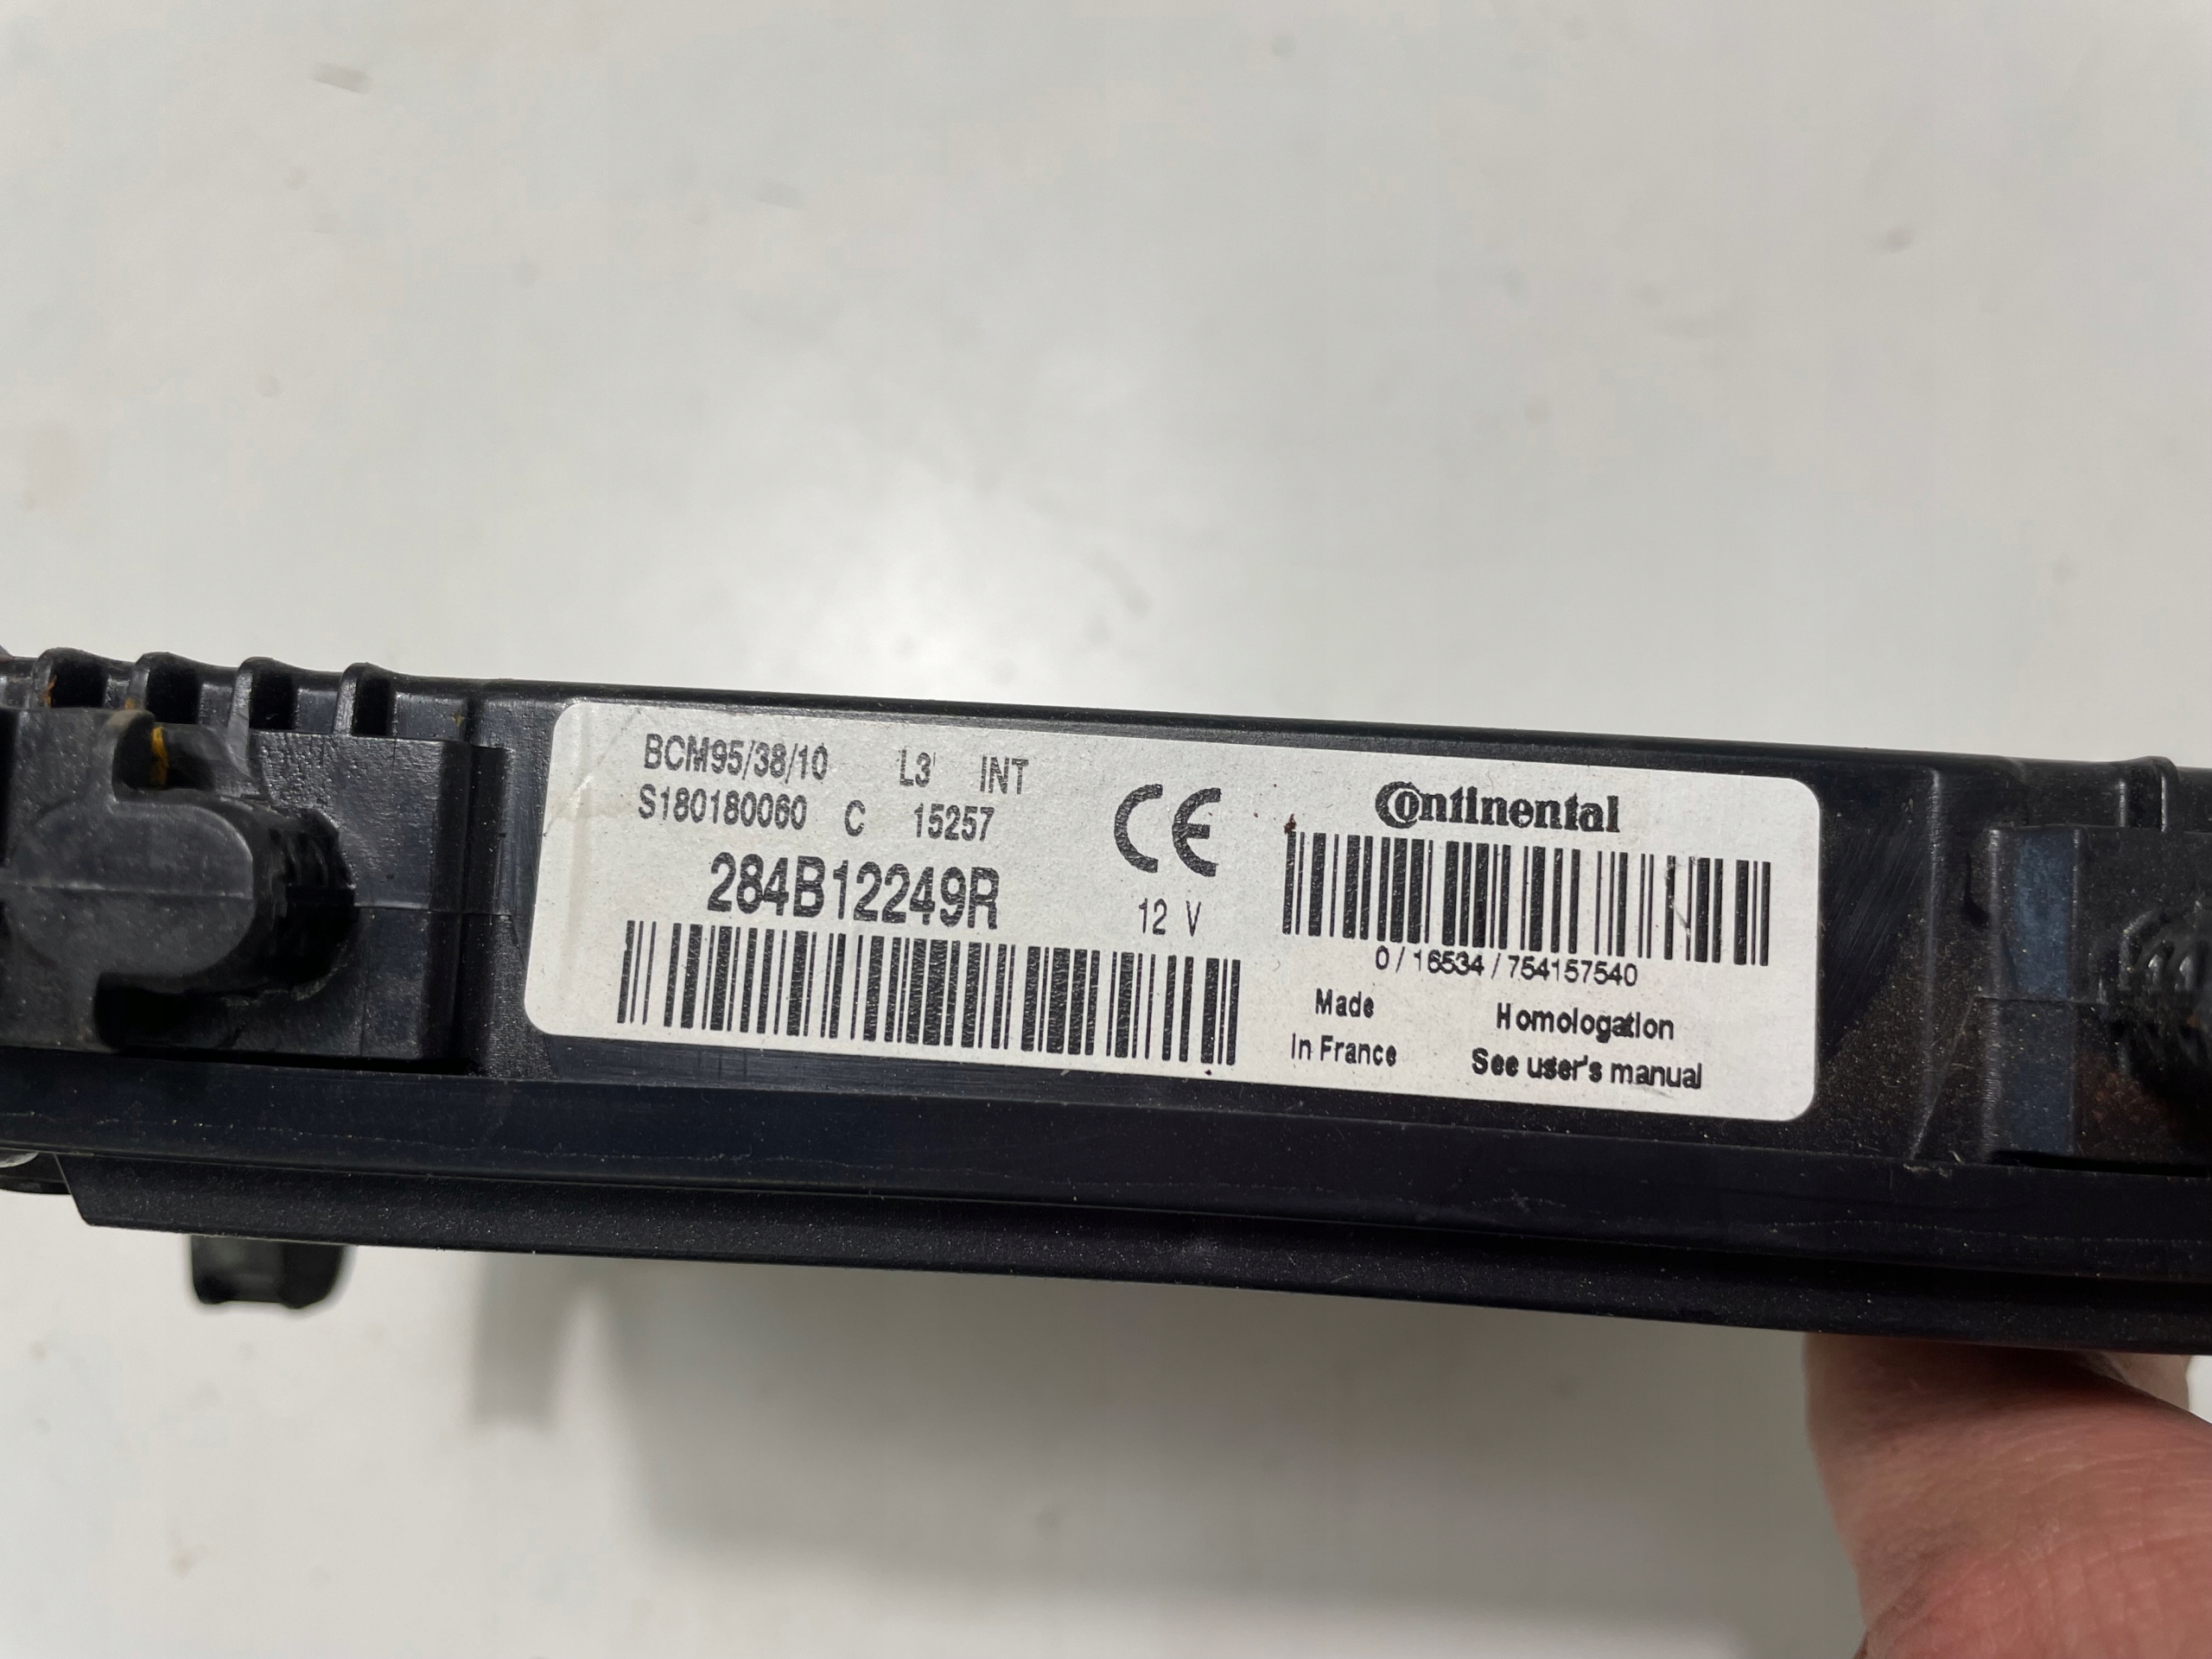 BCM95/38/10 L3 INT
S180180060 C 15257
284B12249R
CE
12 V
Continental
0 / 16534 / 754157540
Made
in France
Homologation
See user's manual